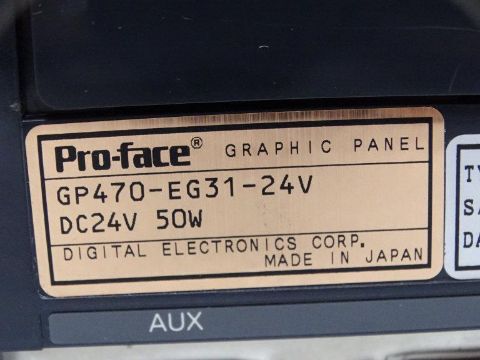 Pro-face® GRAPHIC PANEL
GP470-EG31-24V
DC24V 50W
DIGITAL ELECTRONICS CORP.
MADE IN JAPAN
AUX